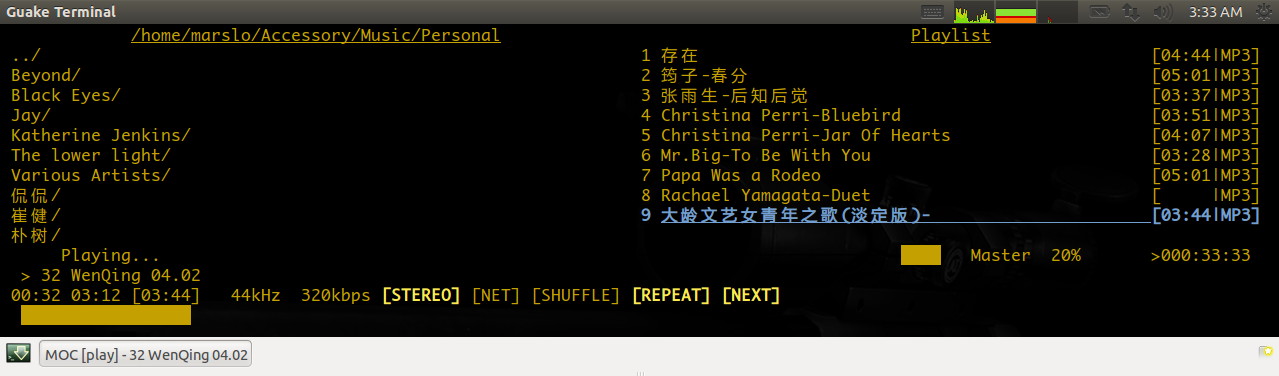 Guake Terminal 3:33 AM
/home/marslo/Accessory/Music/Personal Playlist
../ 1 存在 [04:44|MP3]
Beyond/ 2 筠子-春分 [05:01|MP3]
Black Eyes/ 3 张雨生-后知后觉 [03:37|MP3]
Jay/ 4 Christina Perri-Bluebird [03:51|MP3]
Katherine Jenkins/ 5 Christina Perri-Jar Of Hearts [04:07|MP3]
The lower light/ 6 Mr.Big-To Be With You [03:28|MP3]
Various Artists/ 7 Papa Was a Rodeo [05:01|MP3]
侃侃/ 8 Rachael Yamagata-Duet [ |MP3]
崔健/ 9 大龄文艺女青年之歌(淡定版)- [03:44|MP3]
朴树/
Playing... Master 20% >000:33:33
> 32 WenQing 04.02
00:32 03:12 [03:44] 44kHz 320kbps [STEREO] [NET] [SHUFFLE] [REPEAT] [NEXT]
MOC [play] - 32 WenQing 04.02